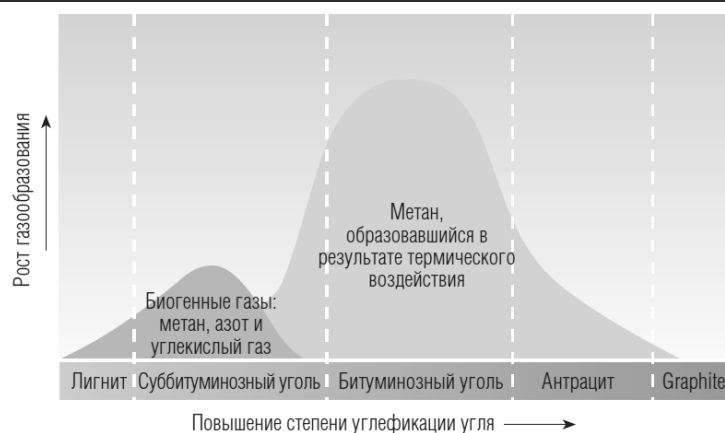 Рост газообразования
Метан,
образовавшийся в
результате термического
воздействия
Биогенные газы:
метан, азот и
углекислый газ
Лигнит
Суббитуминозный уголь
Битуминозный уголь
Антрацит
Graphite
Повышение степени углефикации угля